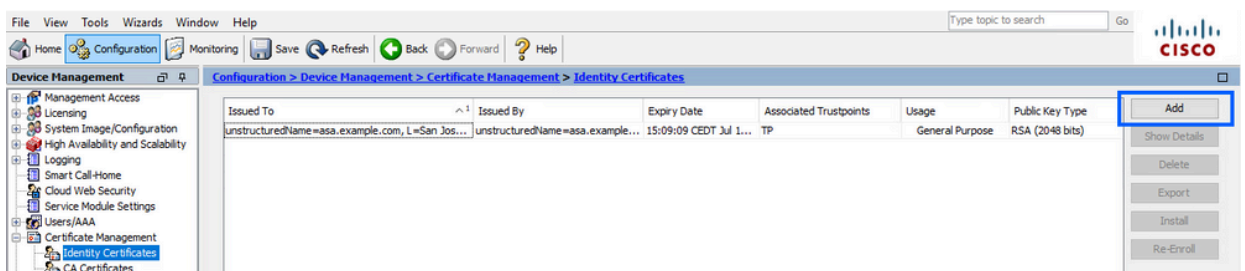 File View Tools Wizards Window Help
Type topic to search Go
Home Configuration Monitoring Save Refresh Back Forward Help
CISCO
Device Management
Configuration > Device Management > Certificate Management > Identity Certificates
Management Access
Licensing
System Image/Configuration
High Availability and Scalability
Logging
Smart Call-Home
Cloud Web Security
Service Module Settings
Users/AAA
Certificate Management
Identity Certificates
CA Certificates
Issued To 1 Issued By Expiry Date Associated Trustpoints Usage Public Key Type
unstructuredName=asa.example.com, L=San Jos... unstructuredName=asa.example... 15:09:09 CEDT Jul 1... TP General Purpose RSA (2048 bits)
Add
Show Details
Delete
Export
Install
Re-Enroll